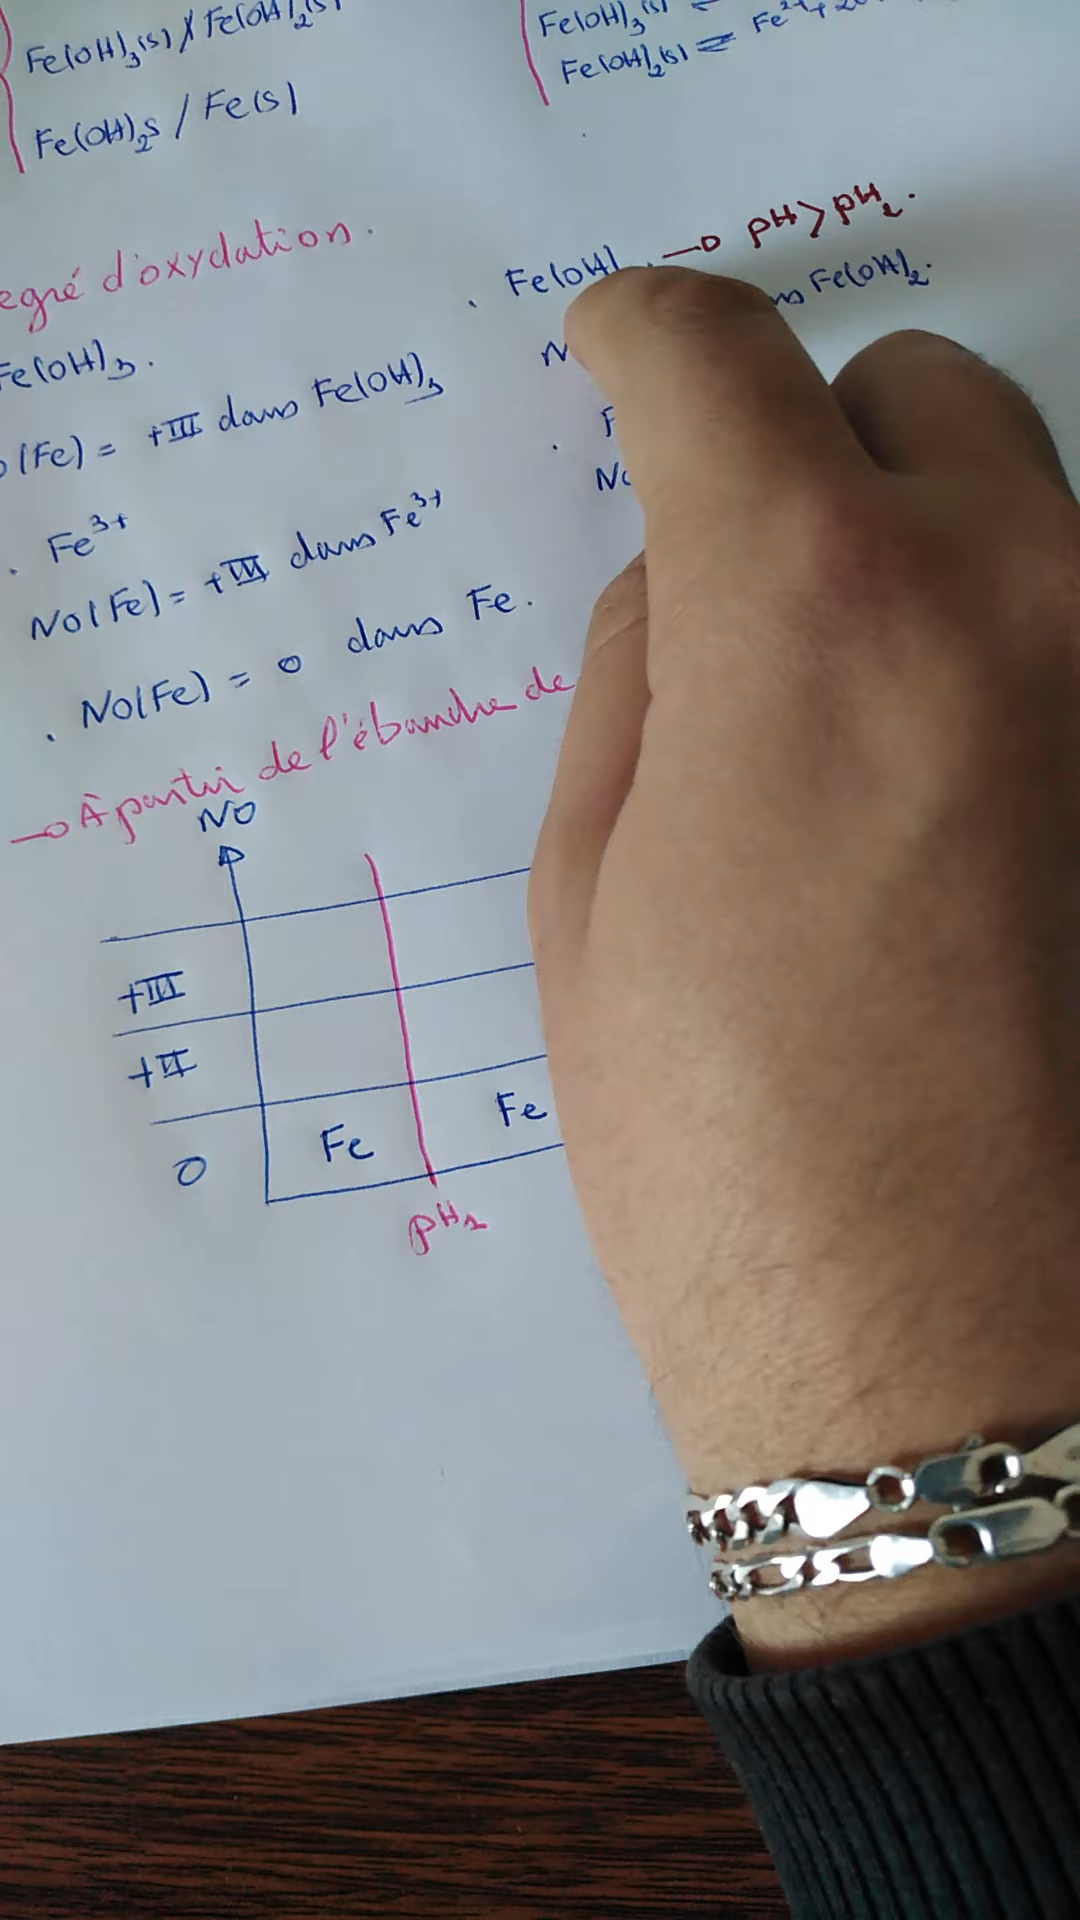 Fe(OH)₃(s) / Fe(OH)₂(s)
Fe(OH)₂s / Fe(s)
Fe(OH)₃(s) ⇌
Fe(OH)₂(s) ⇌ Fe²⁺ + 2
egré d'oxydation.
Fe(OH)₃.
o(Fe) = +III dans Fe(OH)₃
. Fe³⁺
No(Fe) = +III dans Fe³⁺
. No(Fe) = 0 dans Fe.
. Fe(OH) → pH > pH₂.
Fe(OH)₂.
→ À partir de l'ébauche de
NO
+III
+II
0 Fe Fe